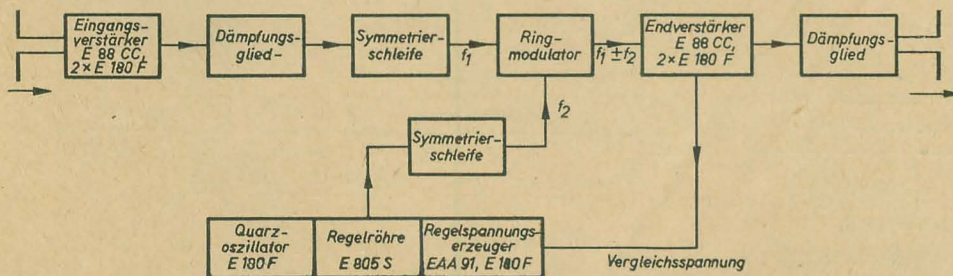 Eingangs-
verstärker
E 88 CC,
2× E 180 F
Dämpfungs-
glied-
Symmetrier-
schleife
f₁
Ring-
modulator
f₁ ± f₂
Endverstärker
E 88 CC,
2× E 180 F
Dämpfungs-
glied
f₂
Symmetrier-
schleife
Quarz-
oszillator
E 180 F
Regelröhre
E 805 S
Regelspannungs-
erzeuger
EAA 91, E 180 F
Vergleichsspannung